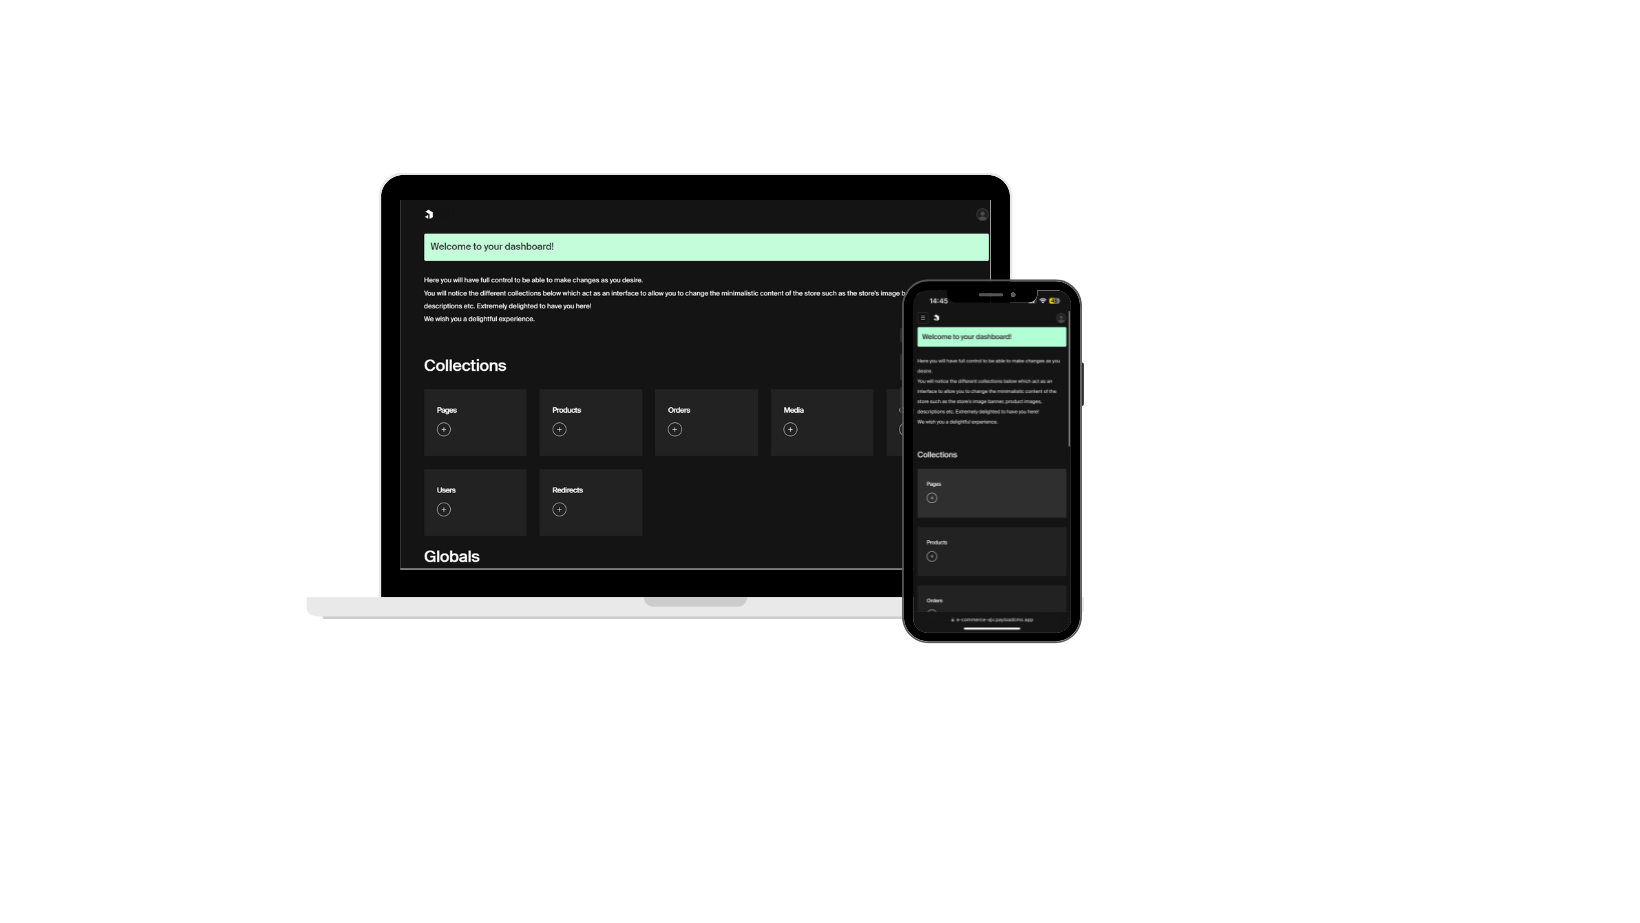 Welcome to your dashboard!
Here you will have full control to be able to make changes as you desire.
You will notice the different collections below which act as an interface to allow you to change the minimalistic content of the store such as the store's image
descriptions etc. Extremely delighted to have you here!
We wish you a delightful experience.
Collections
Pages
Products
Orders
Media
Users
Redirects
Globals
14:45
Welcome to your dashboard!
Here you will have full control to be able to make changes as you
desire.
You will notice the different collections below which act as an
interface to allow you to change the minimalistic content of the
store such as the store's image banner, product images,
descriptions etc. Extremely delighted to have you here!
We wish you a delightful experience.
Collections
Pages
Products
Orders